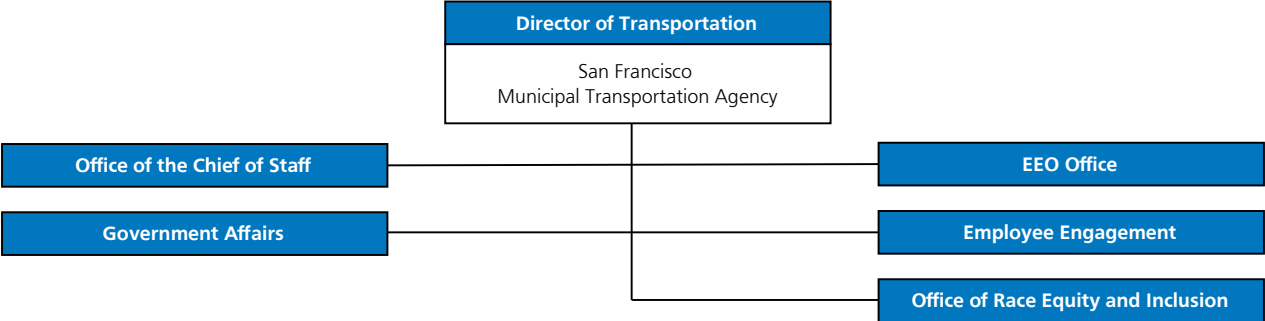 Director of Transportation
San Francisco
Municipal Transportation Agency
Office of the Chief of Staff
EEO Office
Government Affairs
Employee Engagement
Office of Race Equity and Inclusion